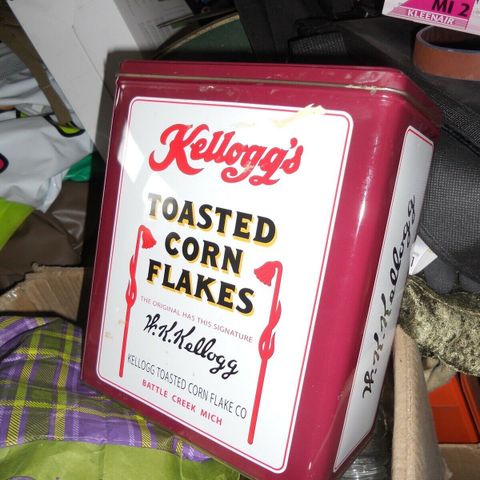 Kellogg's
TOASTED
CORN
FLAKES
THE ORIGINAL HAS THIS SIGNATURE
W.K.Kellogg
KELLOGG TOASTED CORN FLAKE CO
BATTLE CREEK MICH
W.K.Kellogg
MI 2
KLEENAIR